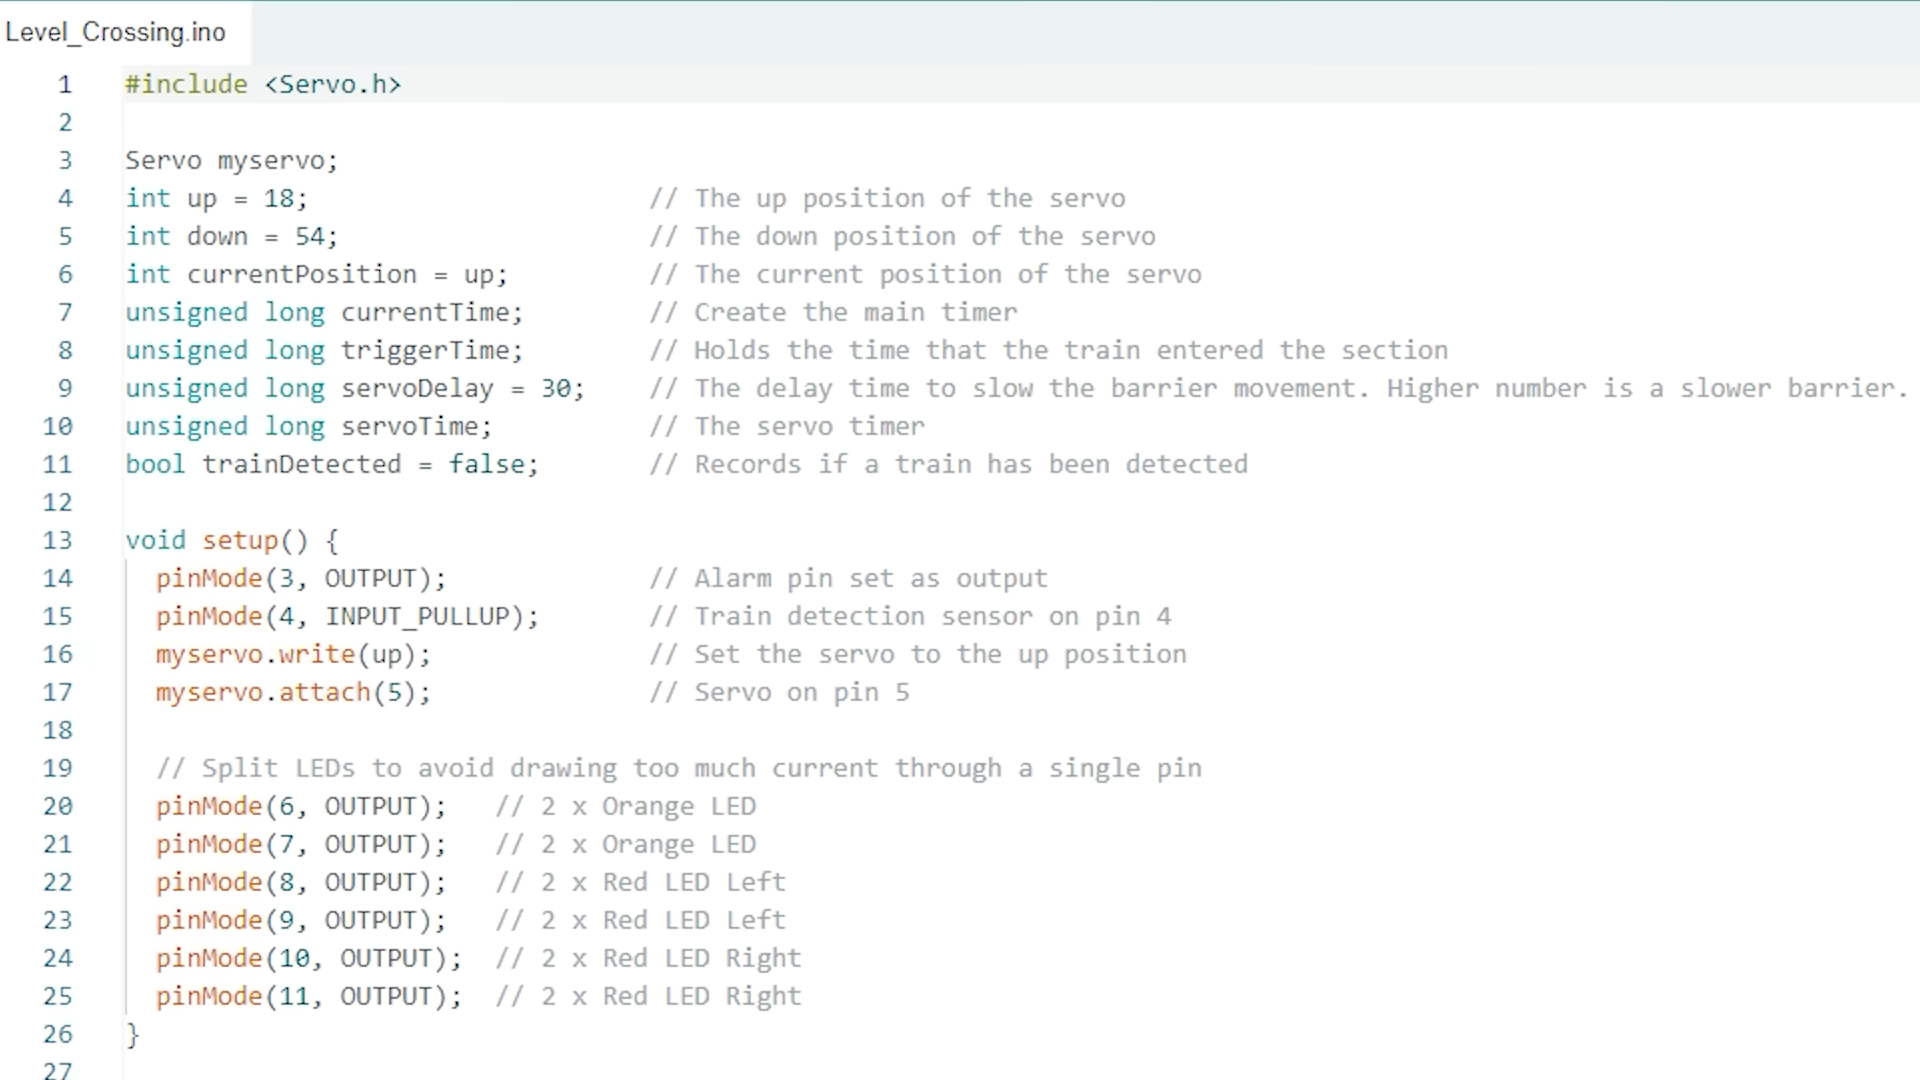 Level_Crossing.ino
1 #include <Servo.h>
2
3 Servo myservo;
4 int up = 18; // The up position of the servo
5 int down = 54; // The down position of the servo
6 int currentPosition = up; // The current position of the servo
7 unsigned long currentTime; // Create the main timer
8 unsigned long triggerTime; // Holds the time that the train entered the section
9 unsigned long servoDelay = 30; // The delay time to slow the barrier movement. Higher number is a slower barrier.
10 unsigned long servoTime; // The servo timer
11 bool trainDetected = false; // Records if a train has been detected
12
13 void setup() {
14 pinMode(3, OUTPUT); // Alarm pin set as output
15 pinMode(4, INPUT_PULLUP); // Train detection sensor on pin 4
16 myservo.write(up); // Set the servo to the up position
17 myservo.attach(5); // Servo on pin 5
18
19 // Split LEDs to avoid drawing too much current through a single pin
20 pinMode(6, OUTPUT); // 2 x Orange LED
21 pinMode(7, OUTPUT); // 2 x Orange LED
22 pinMode(8, OUTPUT); // 2 x Red LED Left
23 pinMode(9, OUTPUT); // 2 x Red LED Left
24 pinMode(10, OUTPUT); // 2 x Red LED Right
25 pinMode(11, OUTPUT); // 2 x Red LED Right
26 }
27